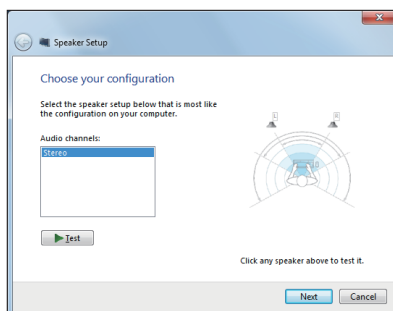 Speaker Setup
Choose your configuration
Select the speaker setup below that is most like
the configuration on your computer.
Audio channels:
Stereo
L
R
Test
Click any speaker above to test it.
Next
Cancel